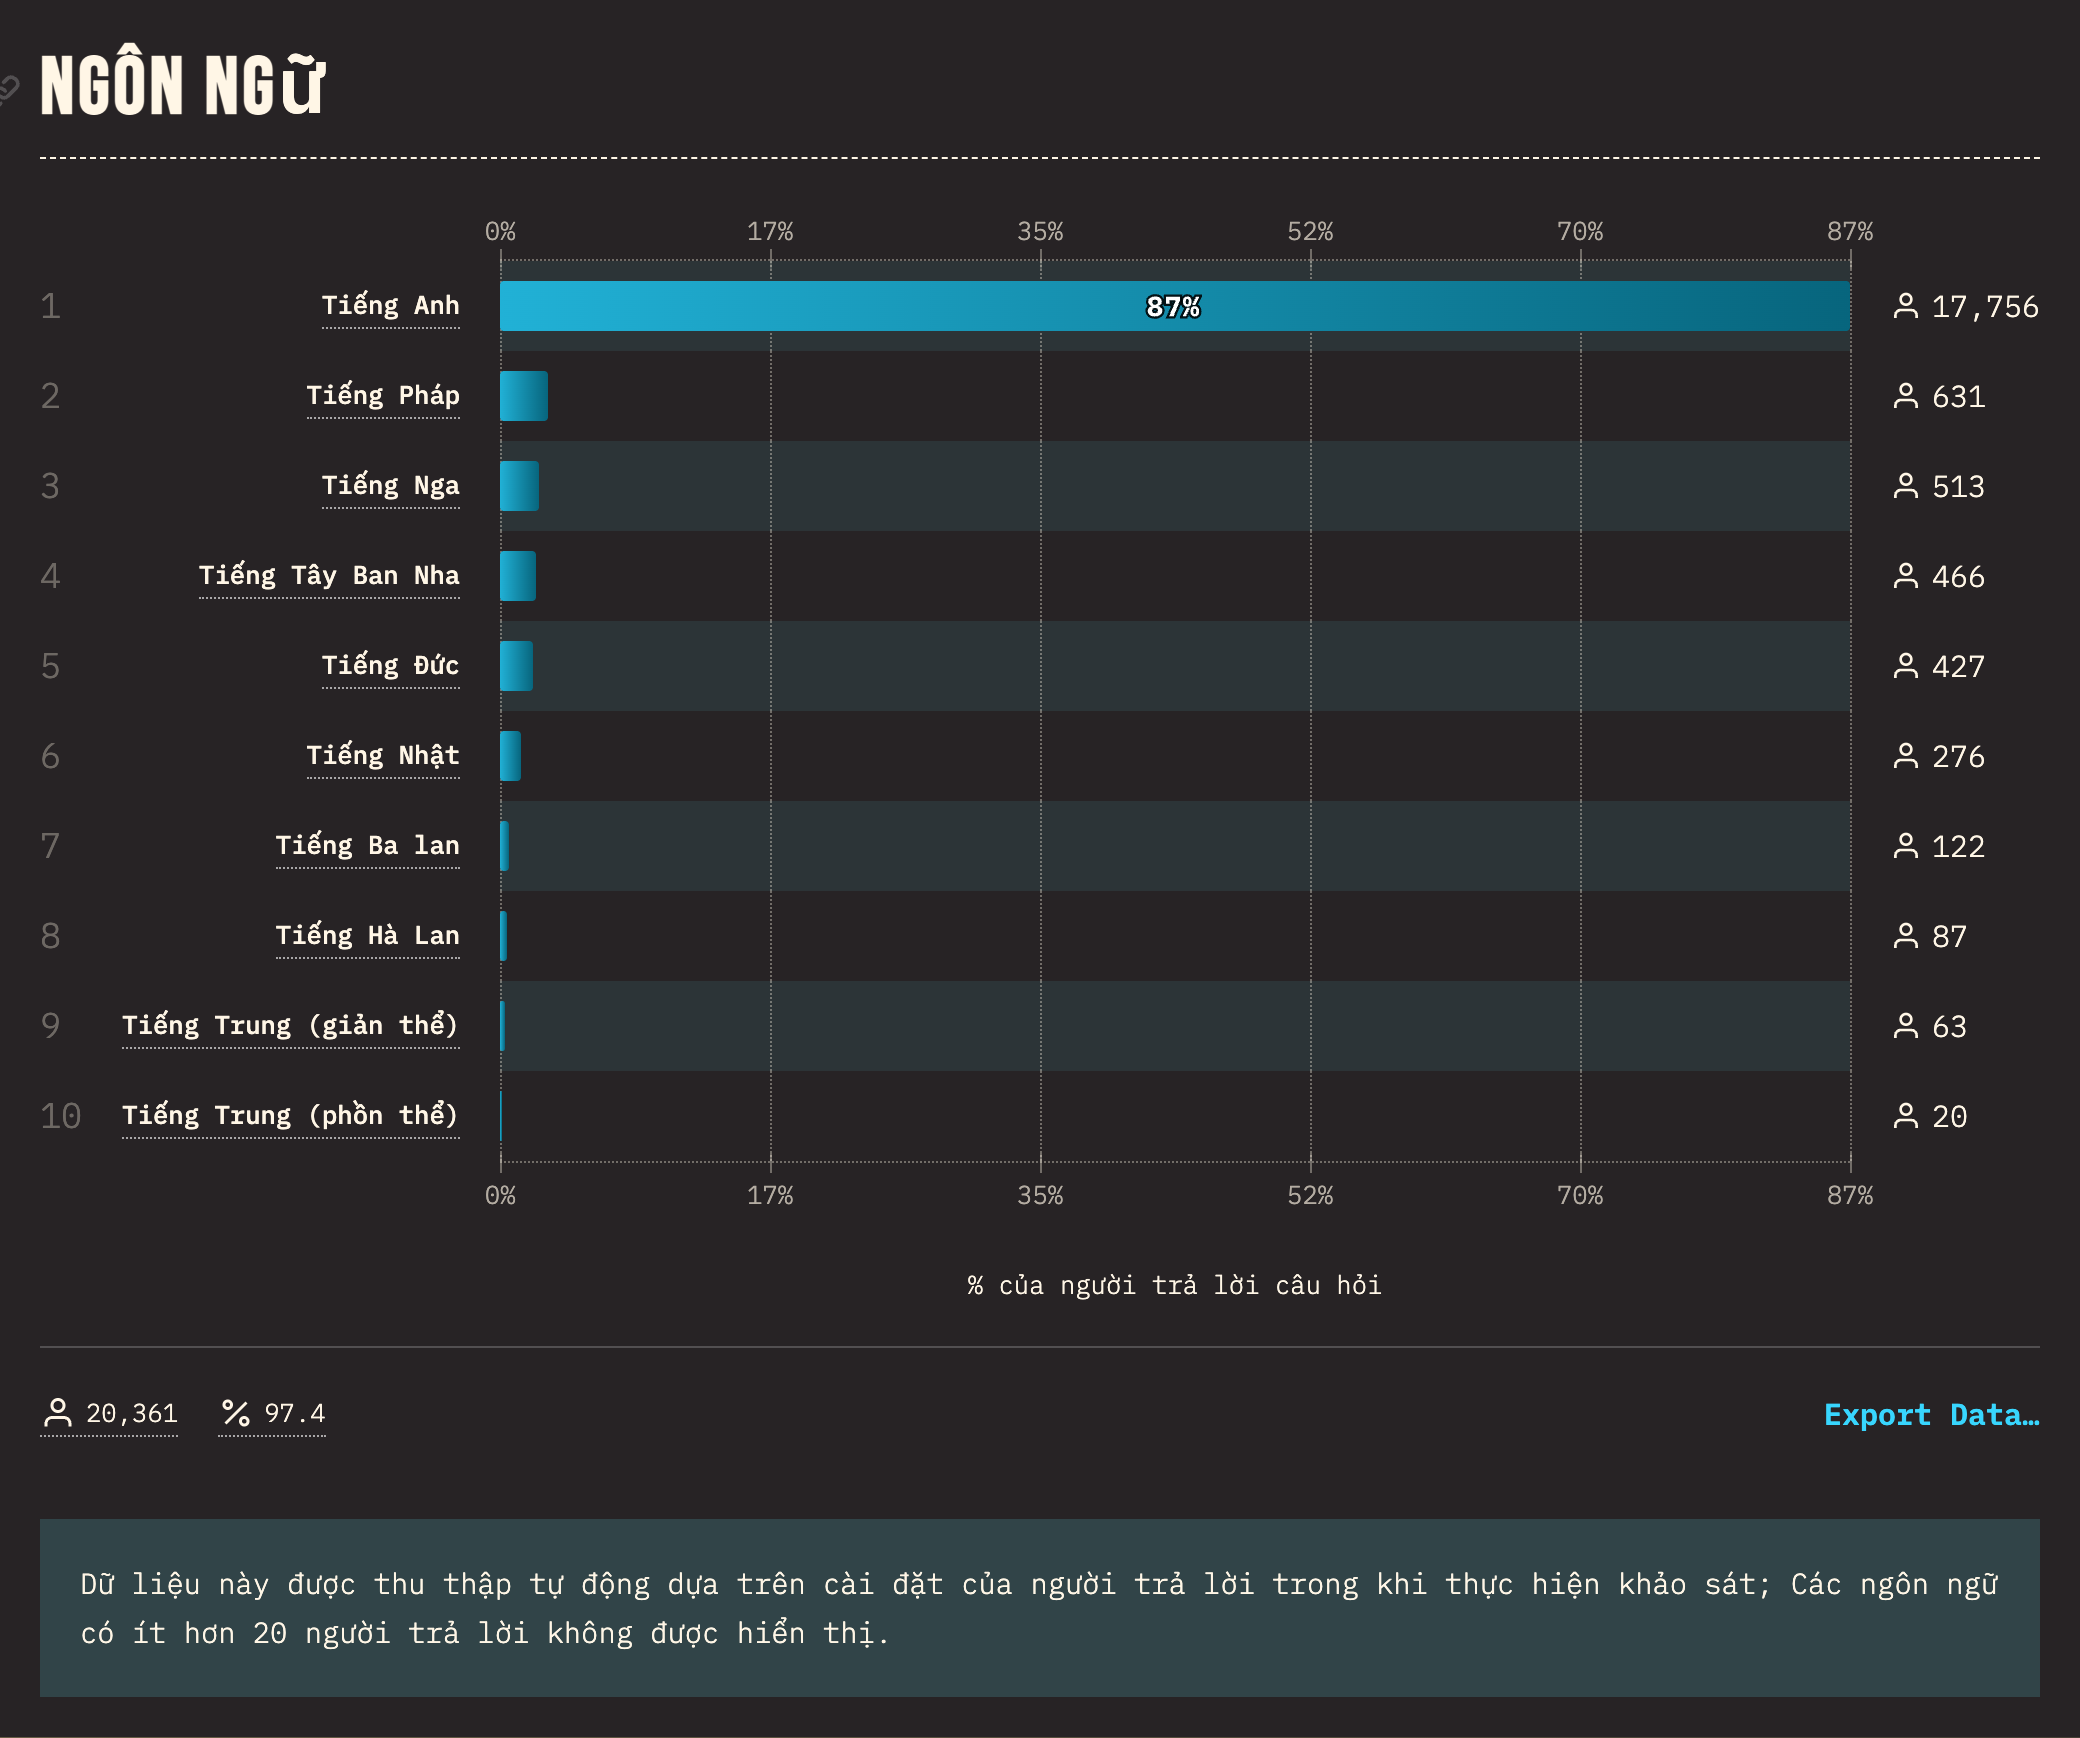 NGÔN NGữ
0% 17% 35% 52% 70% 87%
1 Tiếng Anh 87% 17,756
2 Tiếng Pháp 631
3 Tiếng Nga 513
4 Tiếng Tây Ban Nha 466
5 Tiếng Đức 427
6 Tiếng Nhật 276
7 Tiếng Ba lan 122
8 Tiếng Hà Lan 87
9 Tiếng Trung (giản thể) 63
10 Tiếng Trung (phồn thể) 20
0% 17% 35% 52% 70% 87%
% của người trả lời câu hỏi
20,361 % 97.4 Export Data…
Dữ liệu này được thu thập tự động dựa trên cài đặt của người trả lời trong khi thực hiện khảo sát; Các ngôn ngữ
có ít hơn 20 người trả lời không được hiển thị.